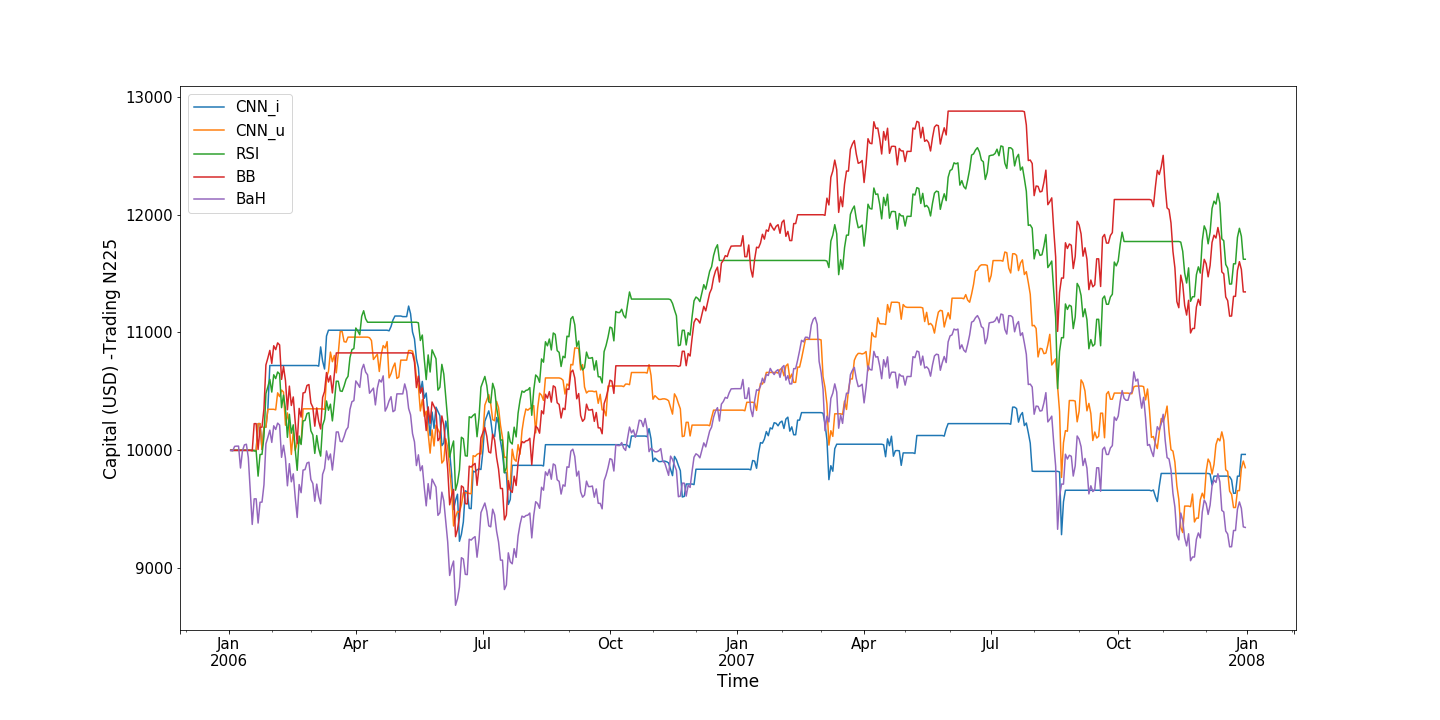 CNN_i
CNN_u
RSI
BB
BaH
13000
12000
11000
10000
9000
Capital (USD) -Trading N225
Jan Apr Jul Oct Jan Apr Jul Oct Jan
2006 2007 2008
Time